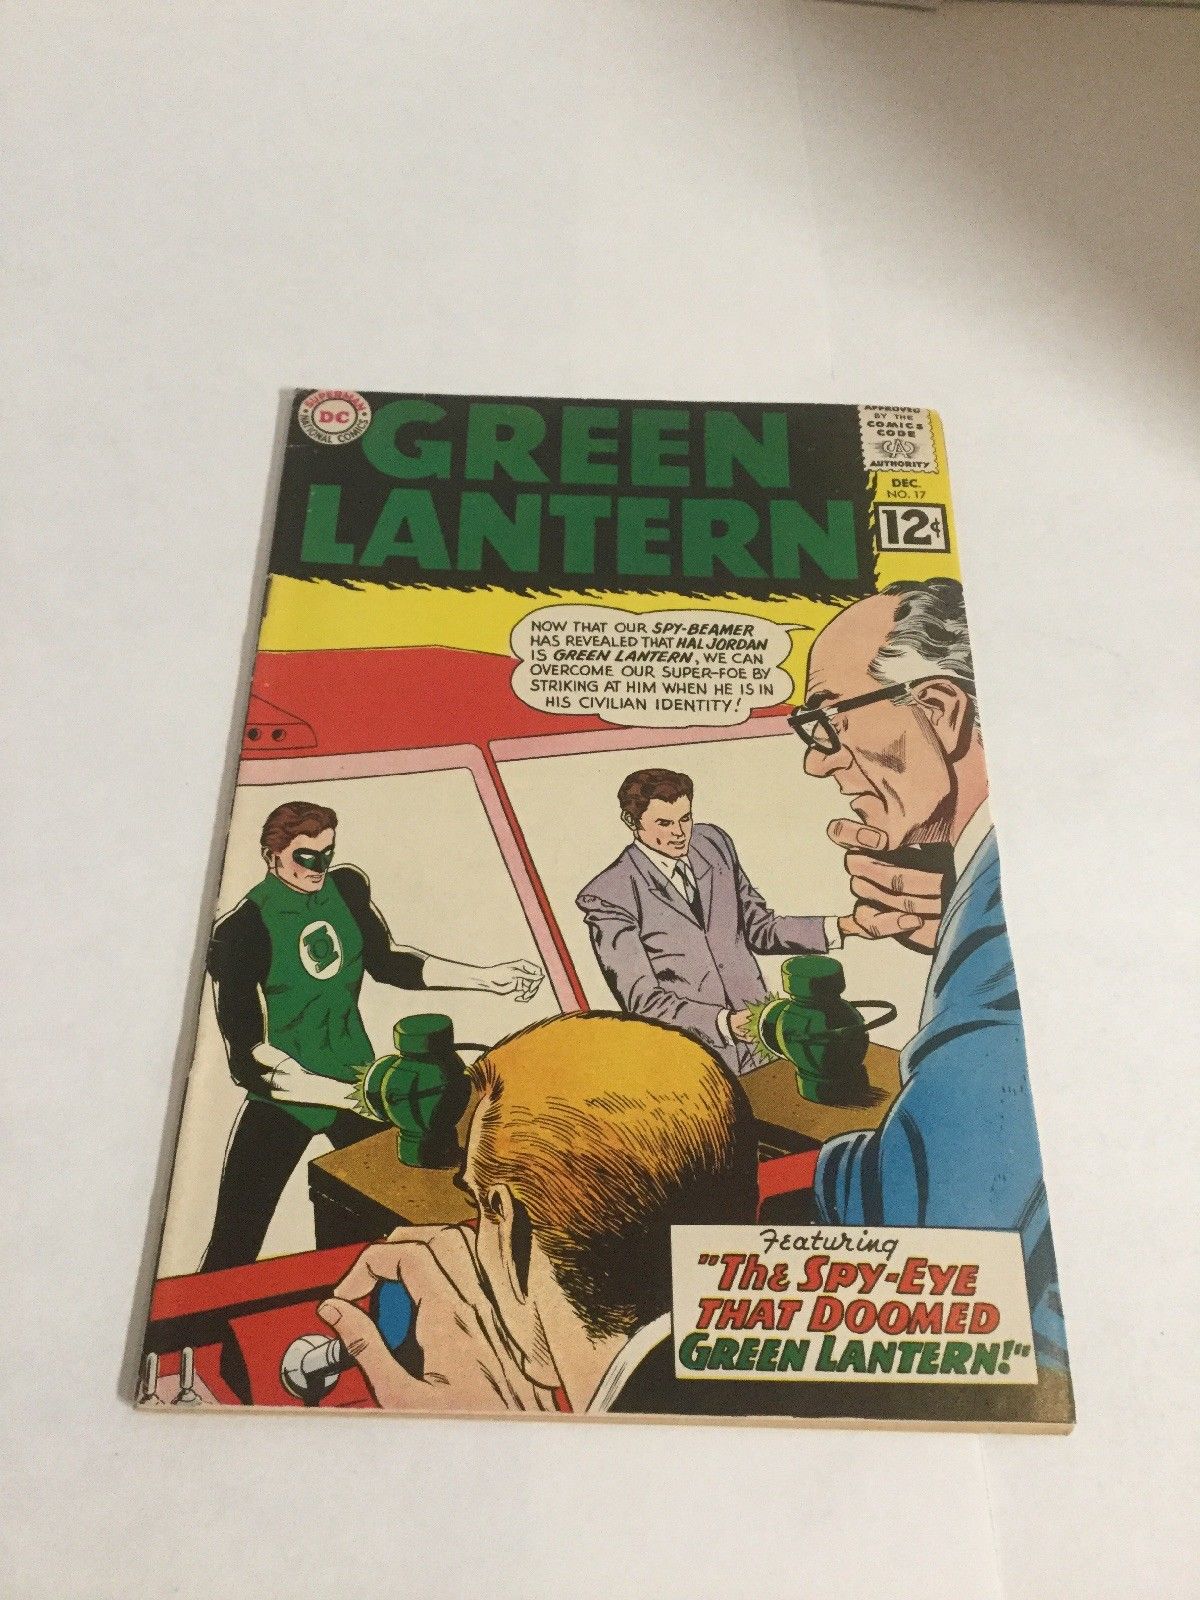 SUPERMAN
DC
NATIONAL COMICS
GREEN
LANTERN
APPROVED
BY THE
COMICS
CODE
CA
AUTHORITY
DEC.
NO. 17
12¢
NOW THAT OUR SPY-BEAMER
HAS REVEALED THAT HAL JORDAN
IS GREEN LANTERN, WE CAN
OVERCOME OUR SUPER-FOE BY
STRIKING AT HIM WHEN HE IS IN
HIS CIVILIAN IDENTITY!
Featuring
"THE SPY-EYE
THAT DOOMED
GREEN LANTERN!"